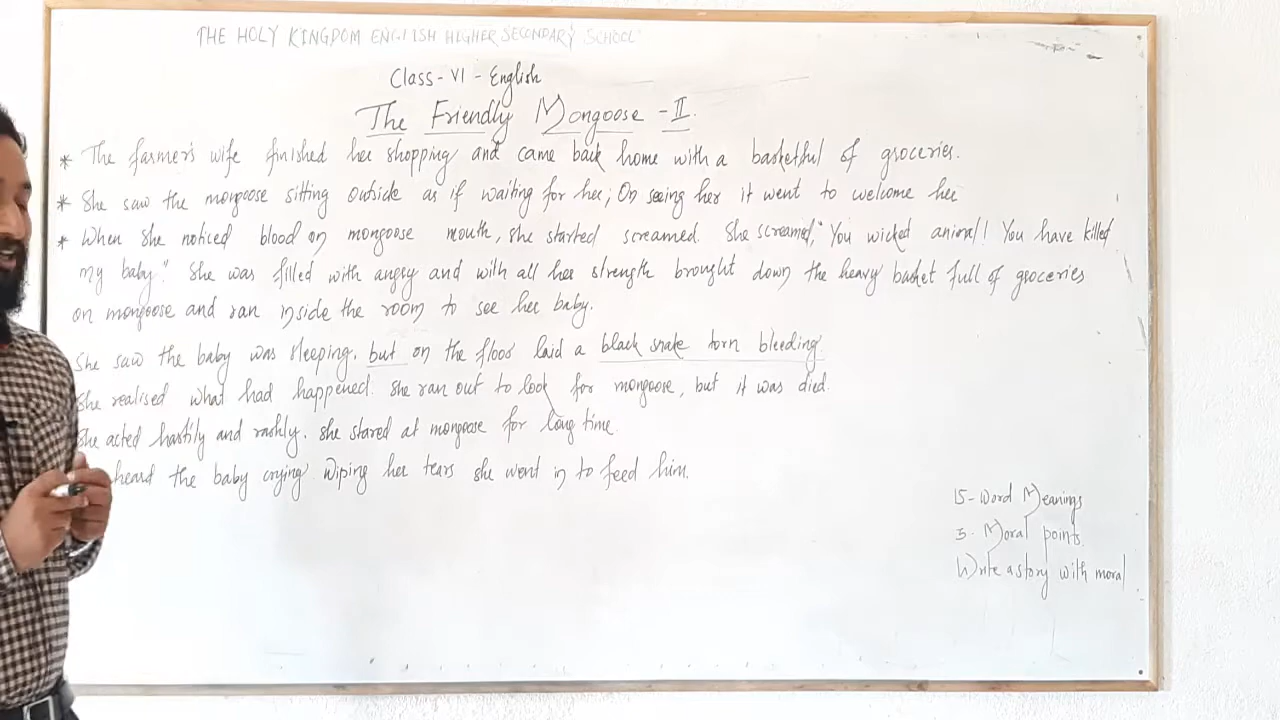 THE HOLY KINGDOM ENGLISH HIGHER SECONDARY SCHOOL
Class - VI - English
The Friendly Mongoose - II.
* The farmer's wife finished her shopping and came back home with a basketful of groceries.
* She saw the mongoose sitting outside as if waiting for her; On seeing her it went to welcome her
* When she noticed blood on mongoose mouth, she started screamed. She screamed, "You wicked animal! You have killed
my baby". She was filled with angry and with all her strength brought down the heavy basket full of groceries
on mongoose and ran inside the room to see her baby.
She saw the baby was sleeping, but on the floor laid a black snake torn bleeding
She realised what had happened. she ran out to look for mongoose, but it was died.
She acted hastily and rashly. she stared at mongoose for long time.
heard the baby crying. Wiping her tears she went in to feed him.
15-Word Meanings
5. Moral points.
Write a story with moral